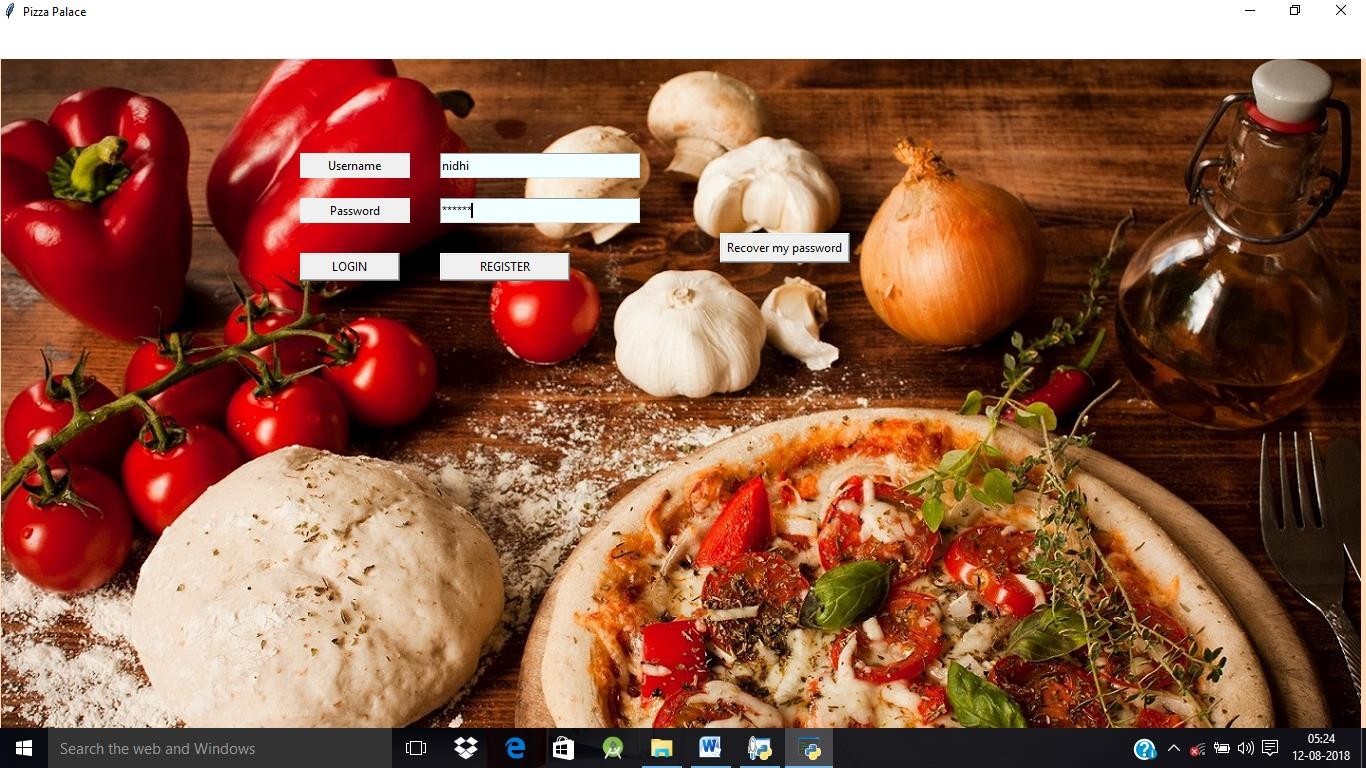 Pizza Palace
Username
nidhi
Password
******
Recover my password
LOGIN
REGISTER
Search the web and Windows
05:24
12-08-2018